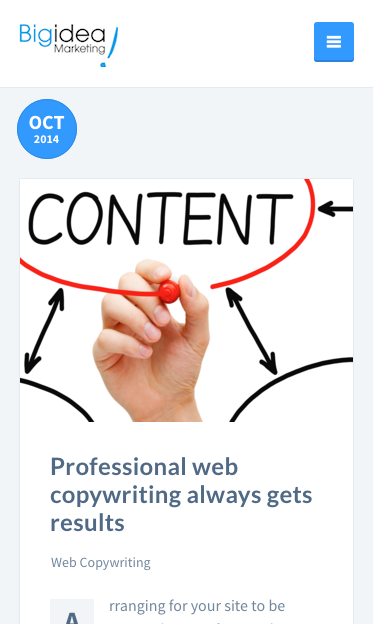 Bigidea
Marketing
OCT
2014
CONTENT
Professional web
copywriting always gets
results
Web Copywriting
A
rranging for your site to be